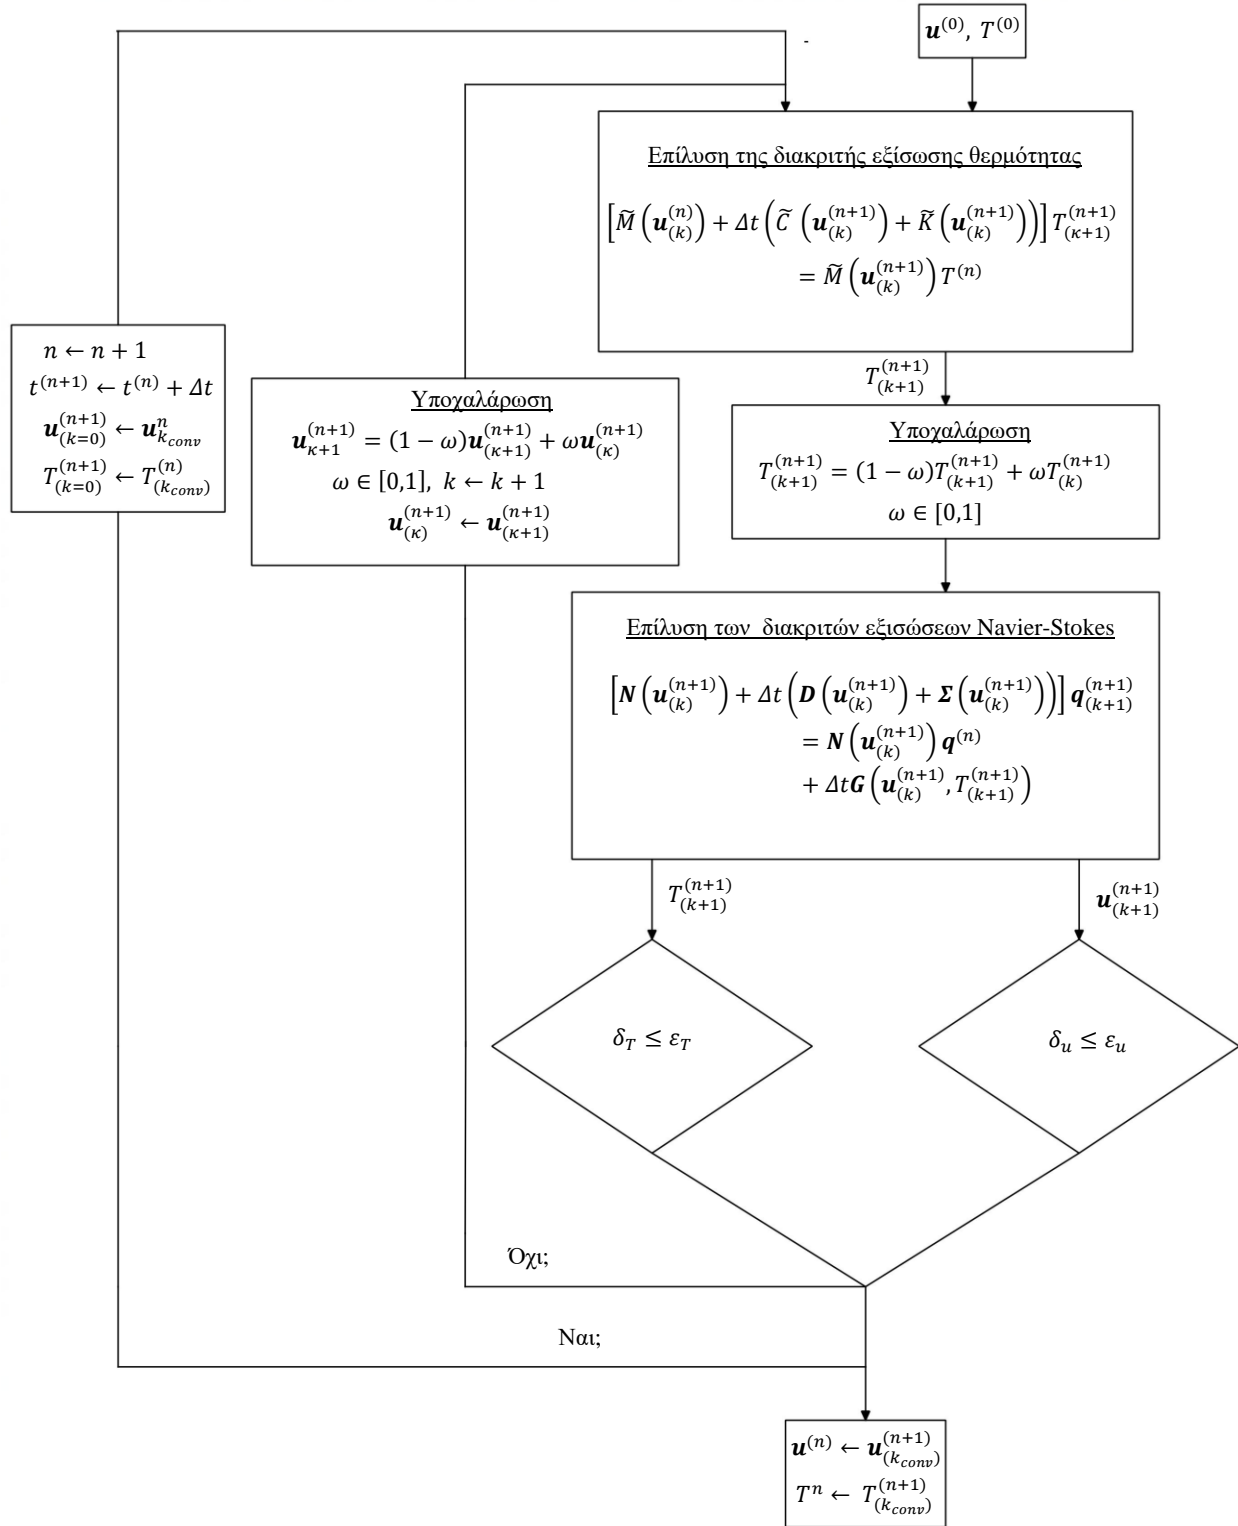 𝒖⁽⁰⁾, T⁽⁰⁾
Επίλυση της διακριτής εξίσωσης θερμότητας
[M̃(𝒖_(k)^(n)) + Δt(C̃ (𝒖_(k)^(n+1)) + K̃(𝒖_(k)^(n+1)))] T_(κ+1)^(n+1)
= M̃(𝒖_(k)^(n+1)) T^(n)
T_(k+1)^(n+1)
n ← n + 1
t^(n+1) ← t^(n) + Δt
𝒖_(k=0)^(n+1) ← 𝒖_{k_conv}^n
T_(k=0)^(n+1) ← T_(k_conv)^(n)
Υποχαλάρωση
𝒖_{κ+1}^(n+1) = (1 − ω)𝒖_(κ+1)^(n+1) + ω𝒖_(κ)^(n+1)
ω ∈ [0,1], k ← k + 1
𝒖_(κ)^(n+1) ← 𝒖_(κ+1)^(n+1)
Υποχαλάρωση
T_(k+1)^(n+1) = (1 − ω)T_(k+1)^(n+1) + ωT_(k)^(n+1)
ω ∈ [0,1]
Επίλυση των διακριτών εξισώσεων Navier-Stokes
[𝑵(𝒖_(k)^(n+1)) + Δt(𝑫(𝒖_(k)^(n+1)) + 𝜮(𝒖_(k)^(n+1)))] 𝒒_(k+1)^(n+1)
= 𝑵(𝒖_(k)^(n+1)) 𝒒^(n)
+ Δt𝑮(𝒖_(k)^(n+1), T_(k+1)^(n+1))
T_(k+1)^(n+1)
𝒖_(k+1)^(n+1)
δ_T ≤ ε_T
δ_u ≤ ε_u
Όχι;
Ναι;
𝒖^(n) ← 𝒖_(k_conv)^(n+1)
T^n ← T_(k_conv)^(n+1)